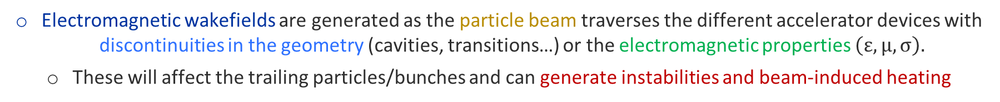 ○ Electromagnetic wakefields are generated as the particle beam traverses the different accelerator devices with
discontinuities in the geometry (cavities, transitions...) or the electromagnetic properties (ε, μ, σ).
○ These will affect the trailing particles/bunches and can generate instabilities and beam-induced heating